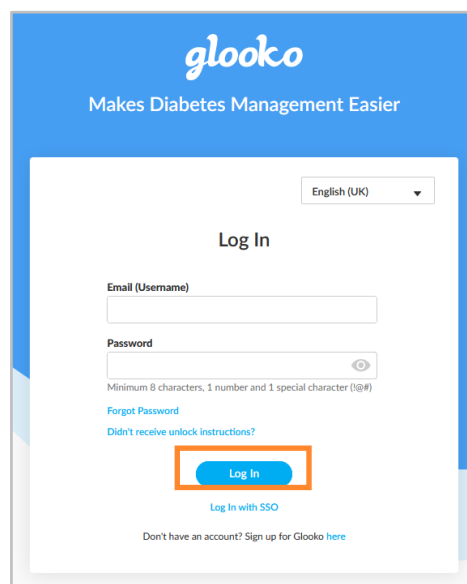 glooko
Makes Diabetes Management Easier
English (UK)
Log In
Email (Username)
Password
Minimum 8 characters, 1 number and 1 special character (!@#)
Forgot Password
Didn't receive unlock instructions?
Log In
Log In with SSO
Don't have an account? Sign up for Glooko here